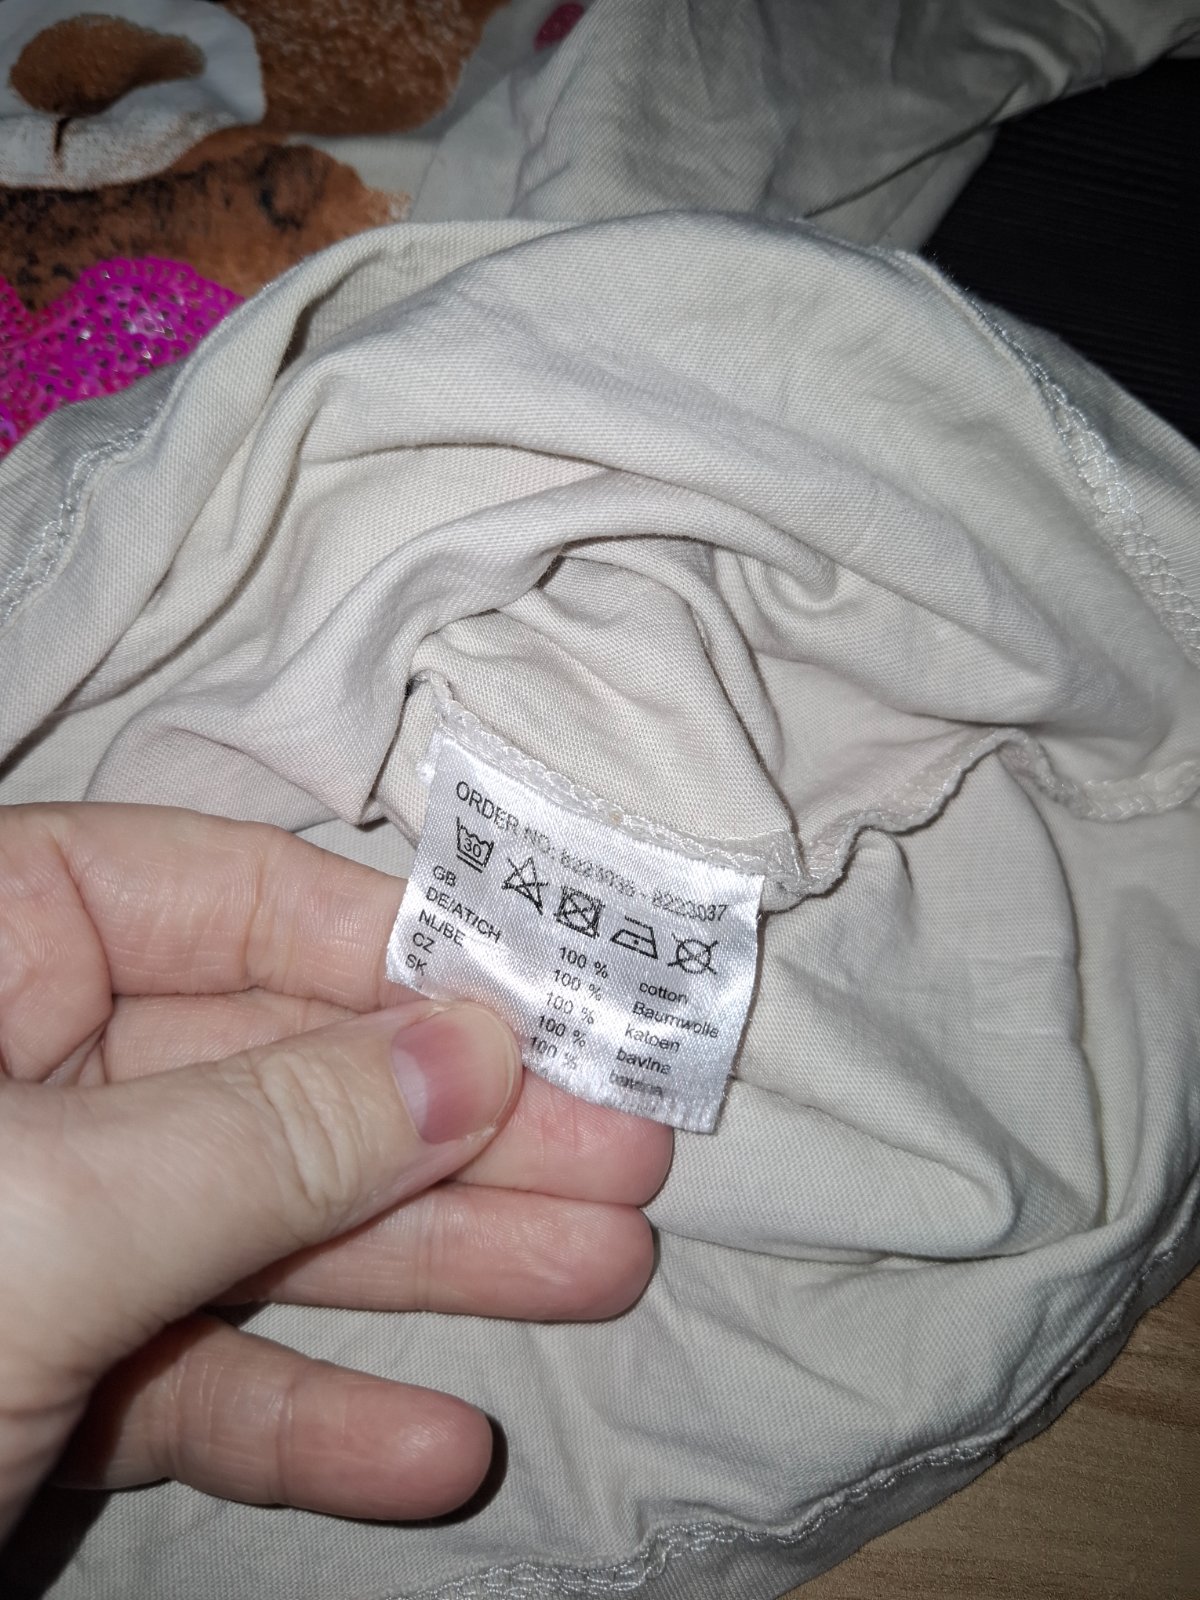 ORDER NO: 8223036 - 8223037
30
GB 100 % cotton
DE/AT/CH 100 % Baumwolle
NL/BE 100 % katoen
CZ 100 % bavlna
SK 100 %